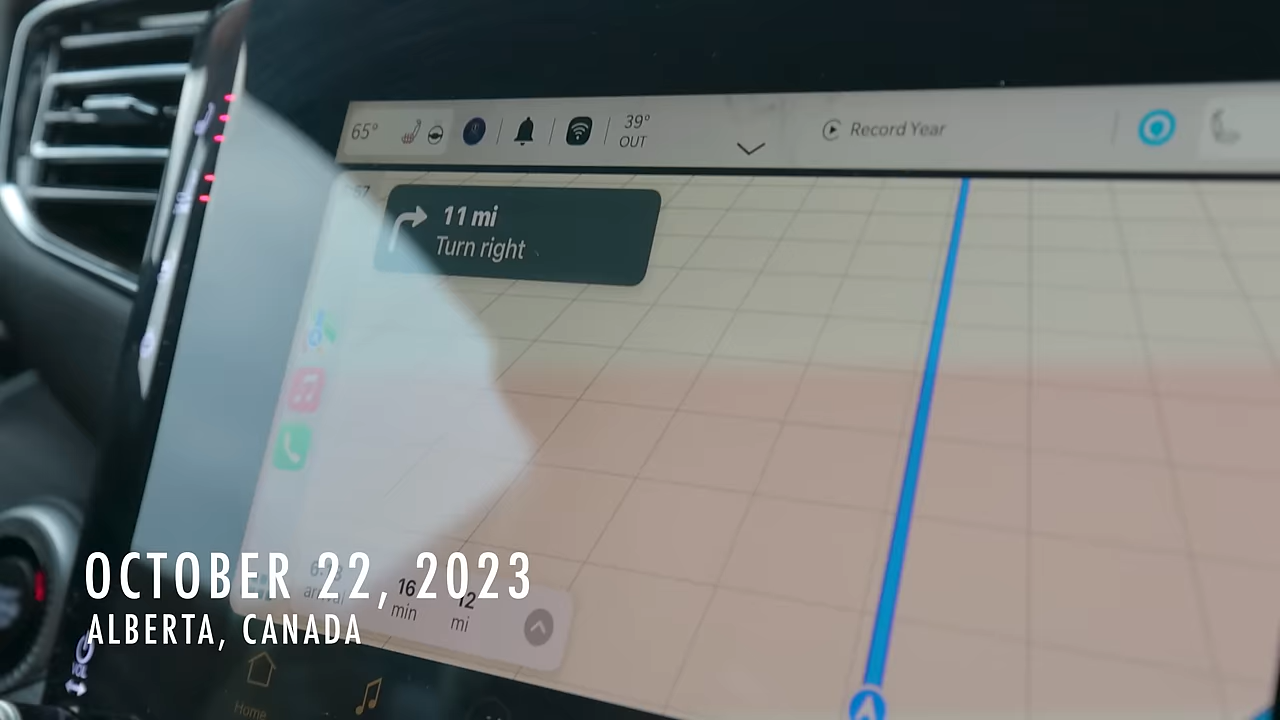 65°
39°
OUT
Record Year
11 mi
Turn right
16
min
12
mi
OCTOBER 22, 2023
ALBERTA, CANADA
Home